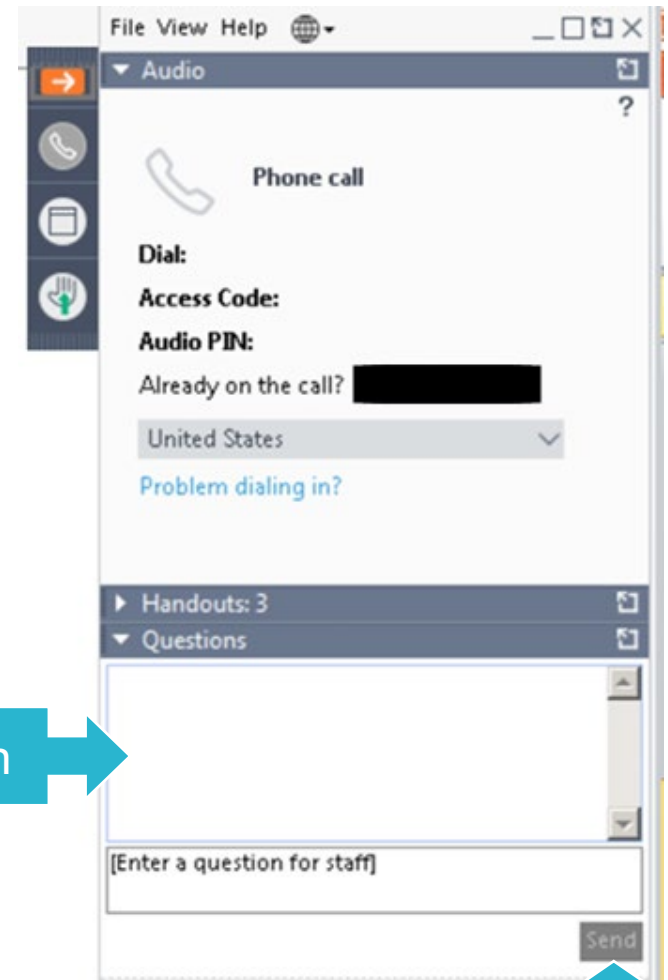 File View Help
Audio
?
Phone call
Dial:
Access Code:
Audio PIN:
Already on the call?
United States
Problem dialing in?
Handouts: 3
Questions
n
[Enter a question for staff]
Send